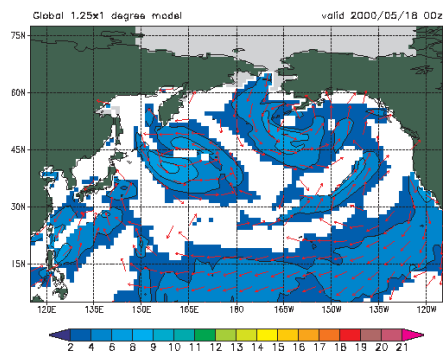 Global 1.25x1 degree model valid 2000/05/18 00z
75N
60N
45N
30N
15N
120E 135E 150E 165E 180 165W 150W 135W 120W
2 4 6 8 9 10 11 12 13 14 15 16 17 18 19 20 21